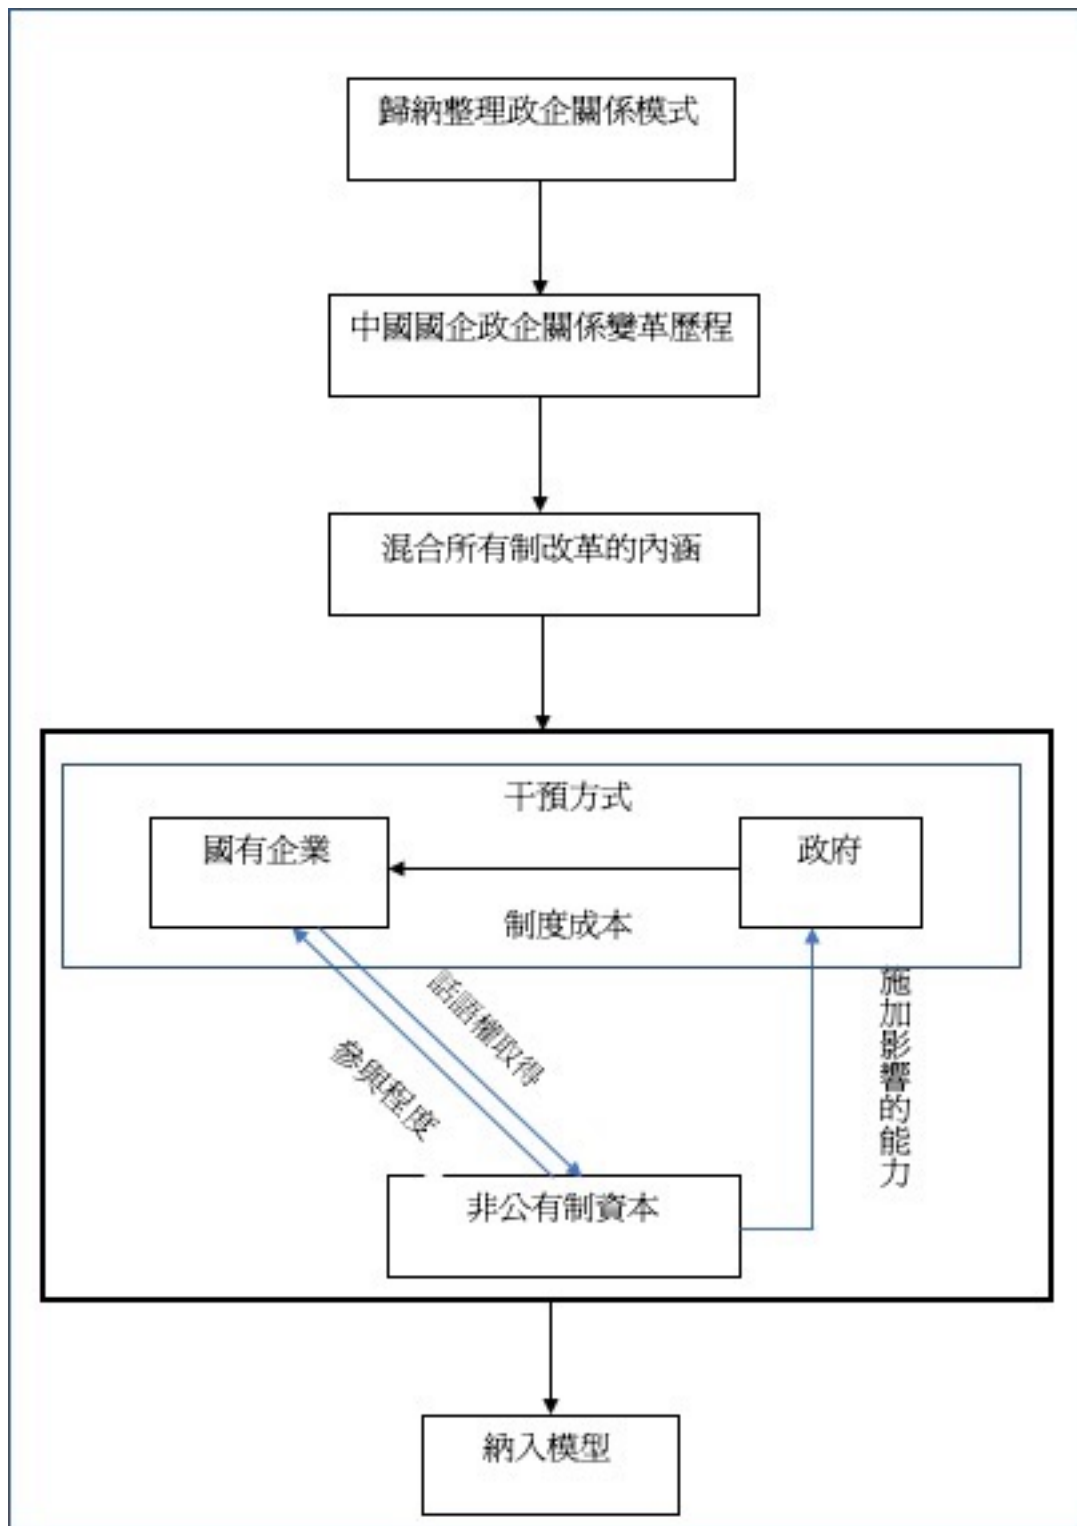 歸納整理政企關係模式
中國國企政企關係變革歷程
混合所有制改革的內涵
干預方式
國有企業
政府
制度成本
話語權取得
參與程度
施加影響的能力
非公有制資本
納入模型